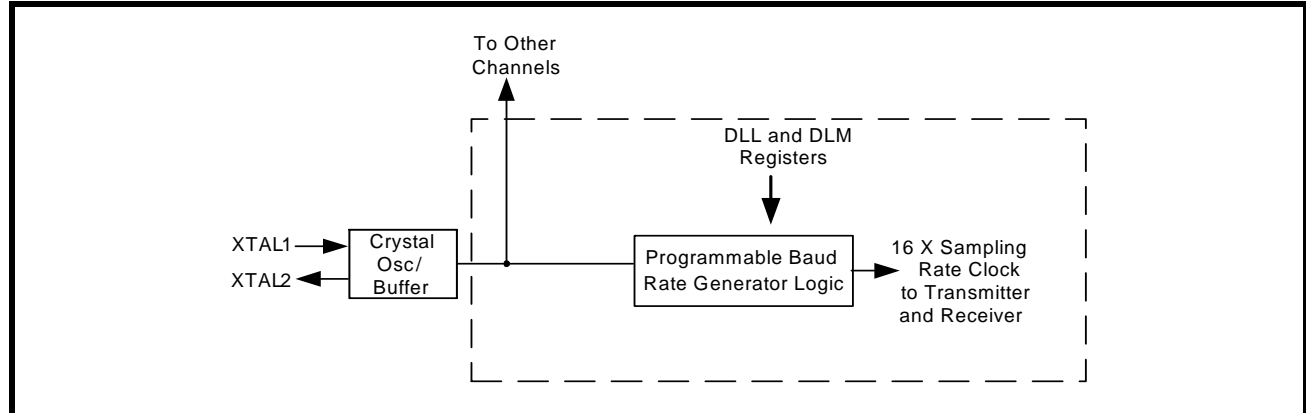 To Other
Channels
DLL and DLM
Registers
XTAL1
XTAL2
Crystal
Osc/
Buffer
Programmable Baud
Rate Generator Logic
16 X Sampling
Rate Clock
to Transmitter
and Receiver